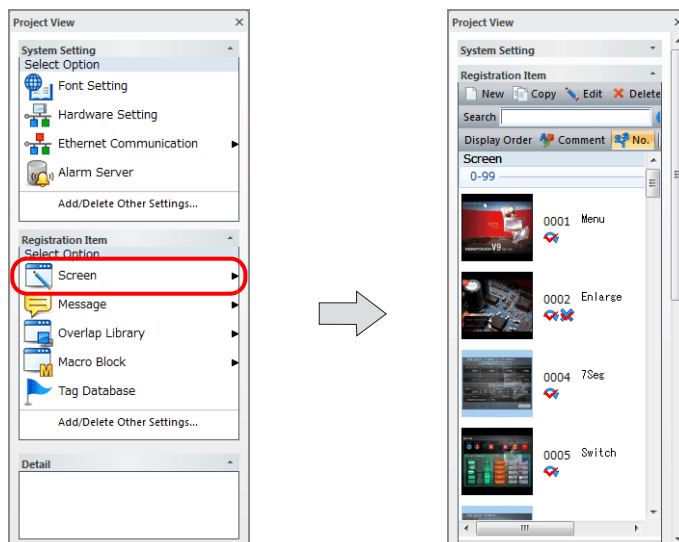 Project View
System Setting
Select Option
Font Setting
Hardware Setting
Ethernet Communication
Alarm Server
Add/Delete Other Settings...
Registration Item
Select Option
Screen
Message
Overlap Library
Macro Block
Tag Database
Add/Delete Other Settings...
Detail
Project View
System Setting
Registration Item
New Copy Edit Delete
Search
Display Order Comment No.
Screen
0-99
0001 Menu
V9
0002 Enlarge
0004 7Seg
0005 Switch